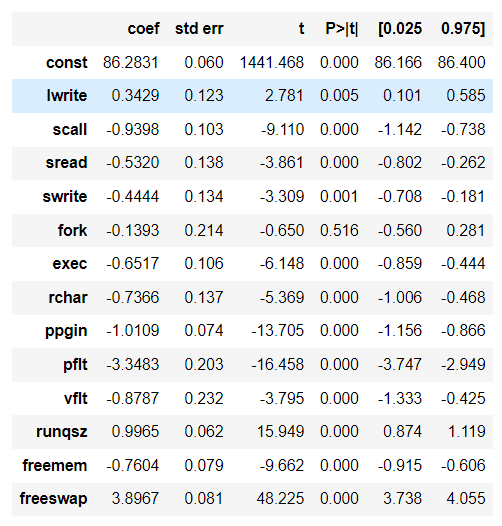 coef std err t P>|t| [0.025 0.975]
const 86.2831 0.060 1441.468 0.000 86.166 86.400
lwrite 0.3429 0.123 2.781 0.005 0.101 0.585
scall -0.9398 0.103 -9.110 0.000 -1.142 -0.738
sread -0.5320 0.138 -3.861 0.000 -0.802 -0.262
swrite -0.4444 0.134 -3.309 0.001 -0.708 -0.181
fork -0.1393 0.214 -0.650 0.516 -0.560 0.281
exec -0.6517 0.106 -6.148 0.000 -0.859 -0.444
rchar -0.7366 0.137 -5.369 0.000 -1.006 -0.468
ppgin -1.0109 0.074 -13.705 0.000 -1.156 -0.866
pflt -3.3483 0.203 -16.458 0.000 -3.747 -2.949
vflt -0.8787 0.232 -3.795 0.000 -1.333 -0.425
runqsz 0.9965 0.062 15.949 0.000 0.874 1.119
freemem -0.7604 0.079 -9.662 0.000 -0.915 -0.606
freeswap 3.8967 0.081 48.225 0.000 3.738 4.055